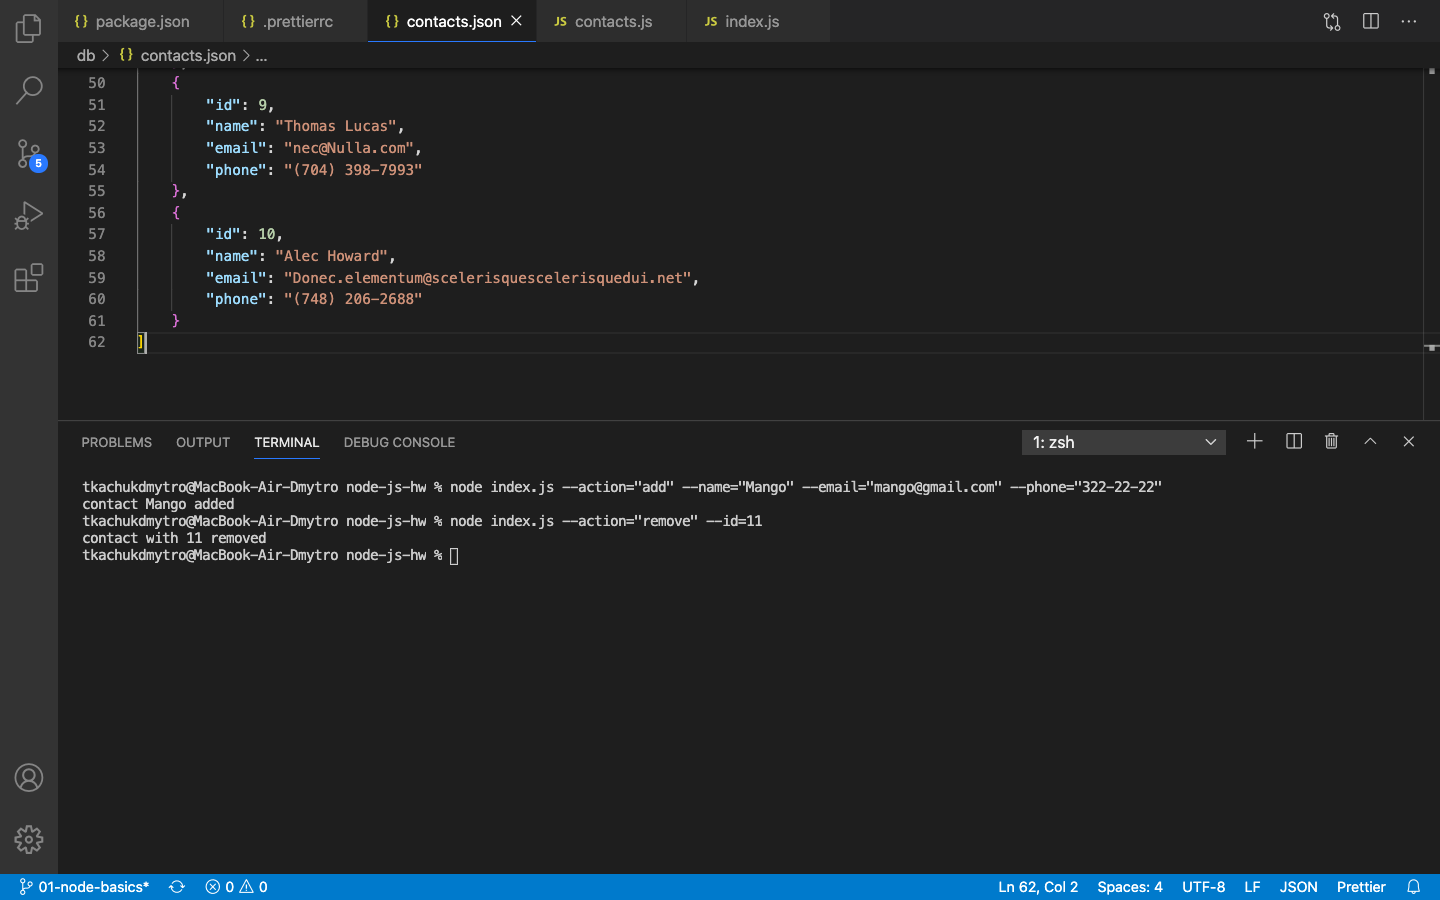 {} package.json {} .prettierrc {} contacts.json JS contacts.js JS index.js
db > {} contacts.json > ...
50 {
51 "id": 9,
52 "name": "Thomas Lucas",
53 "email": "nec@Nulla.com",
54 "phone": "(704) 398-7993"
55 },
56 {
57 "id": 10,
58 "name": "Alec Howard",
59 "email": "Donec.elementum@scelerisquescelerisquedui.net",
60 "phone": "(748) 206-2688"
61 }
62 ]
5
PROBLEMS OUTPUT TERMINAL DEBUG CONSOLE 1: zsh
tkachukdmytro@MacBook-Air-Dmytro node-js-hw % node index.js --action="add" --name="Mango" --email="mango@gmail.com" --phone="322-22-22"
contact Mango added
tkachukdmytro@MacBook-Air-Dmytro node-js-hw % node index.js --action="remove" --id=11
contact with 11 removed
tkachukdmytro@MacBook-Air-Dmytro node-js-hw %
01-node-basics* 0 0 Ln 62, Col 2 Spaces: 4 UTF-8 LF JSON Prettier